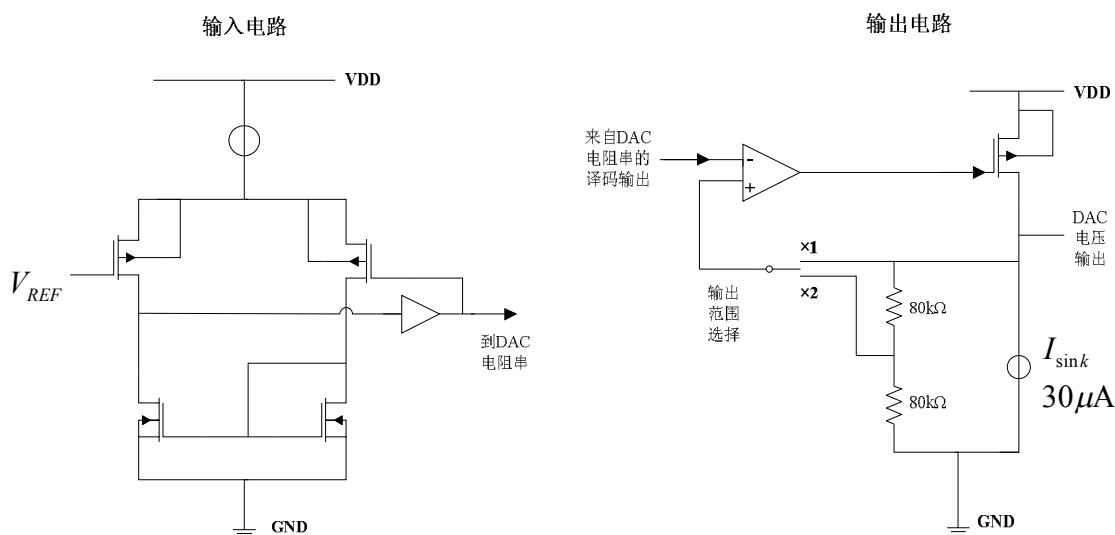 输入电路
VDD
V_REF
到DAC
电阻串
GND
输出电路
VDD
来自DAC
电阻串的
译码输出
-
+
DAC
电压
输出
×1
×2
输出
范围
选择
80kΩ
80kΩ
I_sink
30μA
GND